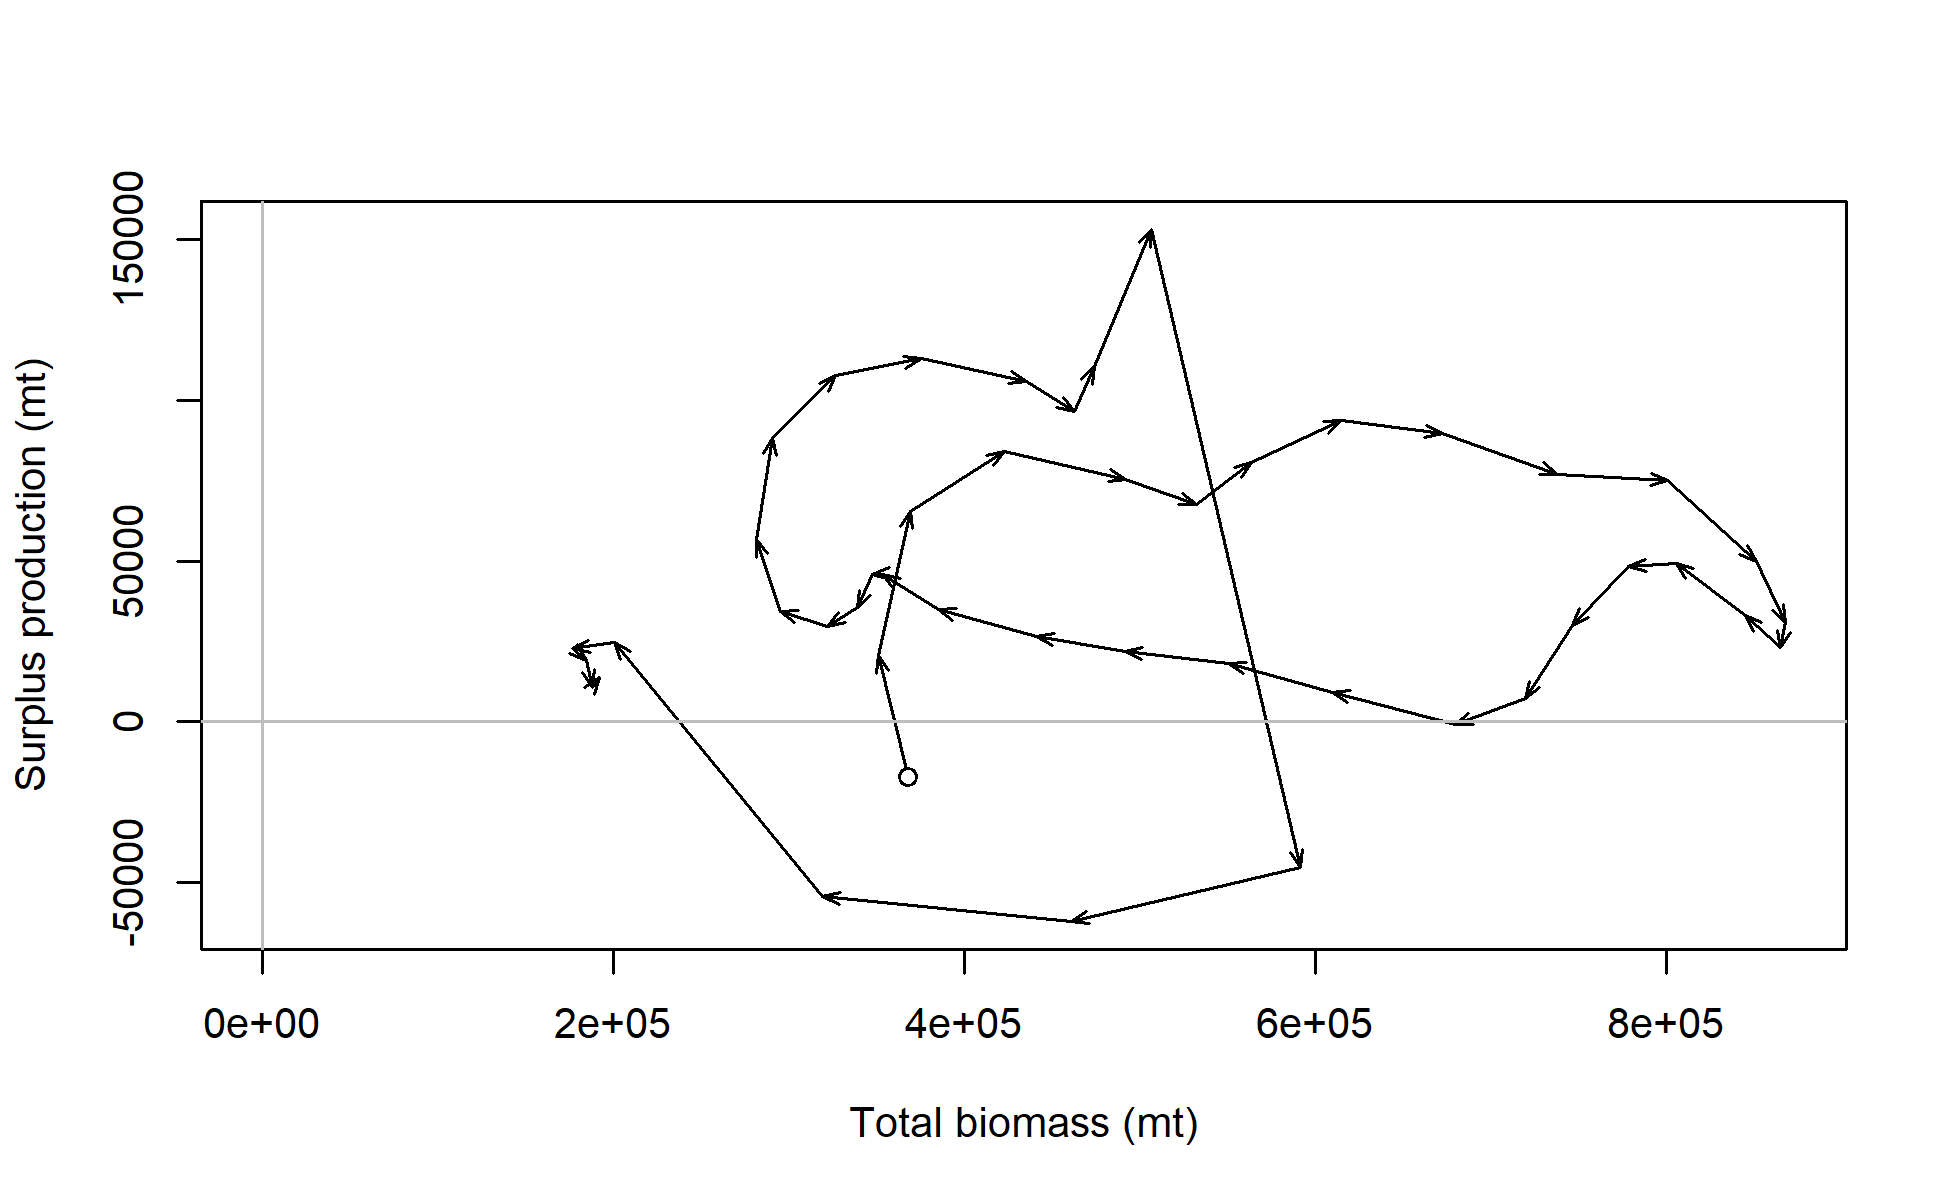 150000
50000
0
-50000
Surplus production (mt)
0e+00 2e+05 4e+05 6e+05 8e+05
Total biomass (mt)